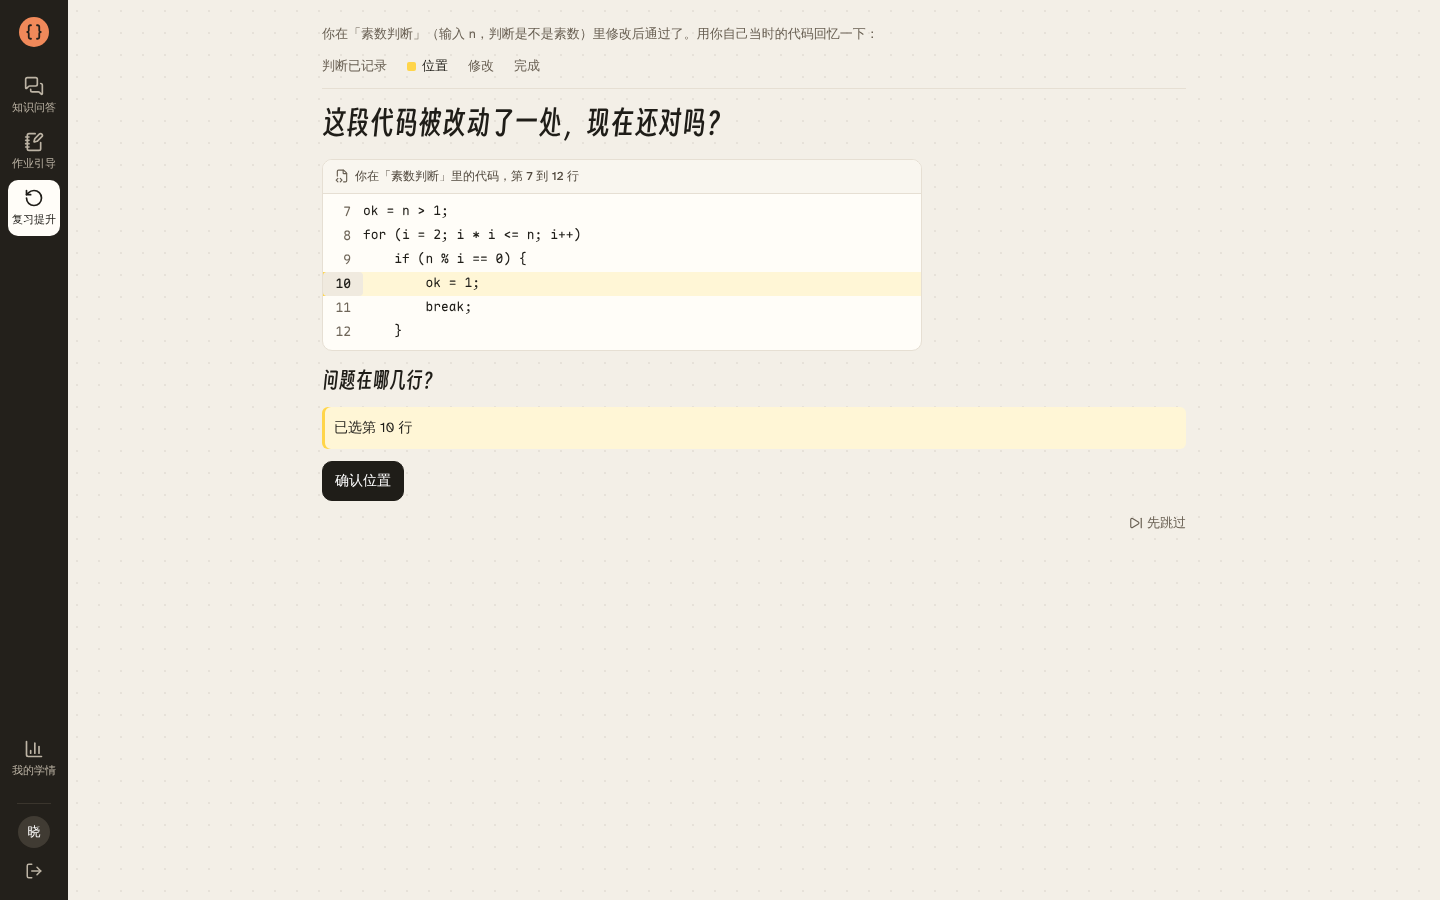 { }
知识问答
作业引导
复习提升
我的学情
晓
你在「素数判断」（输入 n，判断是不是素数）里修改后通过了。用你自己当时的代码回忆一下：
判断已记录 位置 修改 完成
这段代码被改动了一处，现在还对吗？
你在「素数判断」里的代码，第 7 到 12 行
7 ok = n > 1;
8 for (i = 2; i * i <= n; i++)
9     if (n % i == 0) {
10         ok = 1;
11         break;
12     }
问题在哪几行？
已选第 10 行
确认位置
先跳过